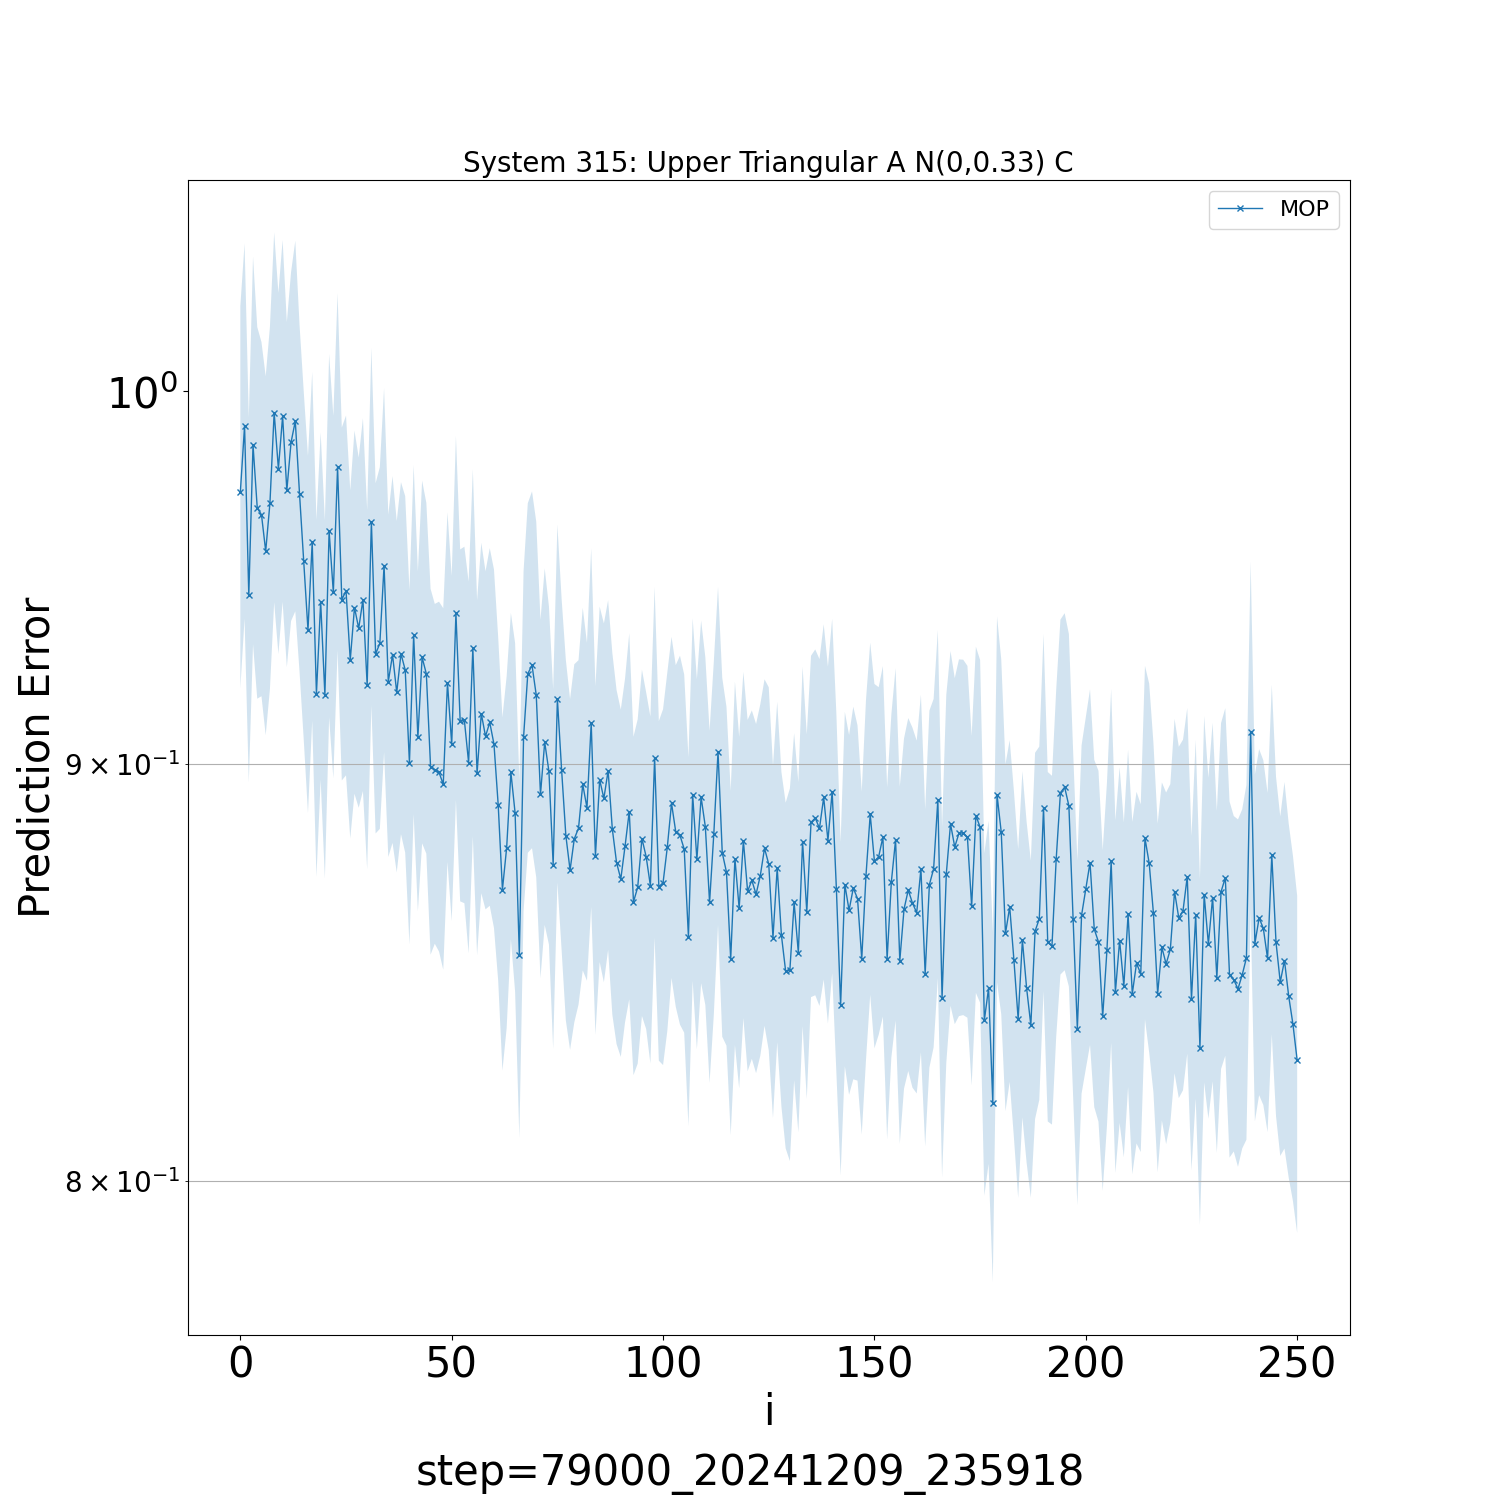 System 315: Upper Triangular A N(0,0.33) C
MOP
Prediction Error
10⁰
9 × 10⁻¹
8 × 10⁻¹
0 50 100 150 200 250
i
step=79000_20241209_235918